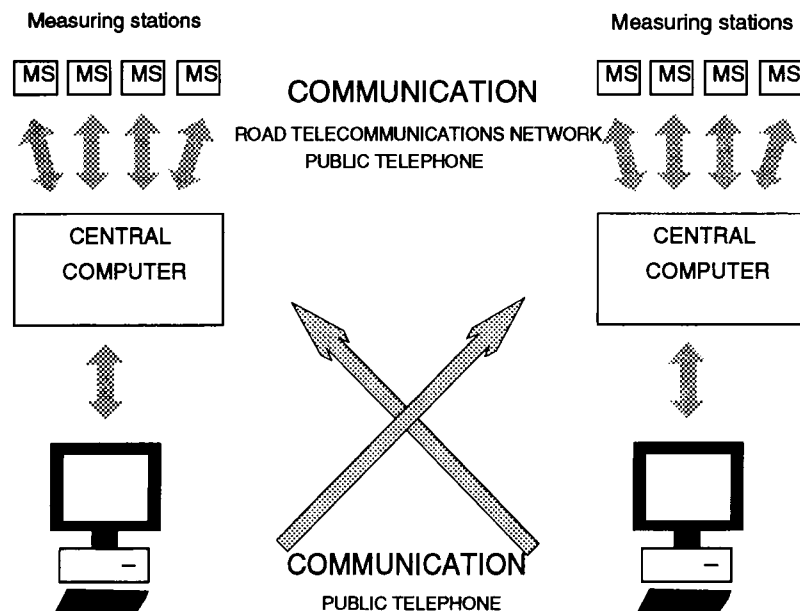 Measuring stations
Measuring stations
MS MS MS MS
MS MS MS MS
COMMUNICATION
ROAD TELECOMMUNICATIONS NETWORK
PUBLIC TELEPHONE
CENTRAL
COMPUTER
CENTRAL
COMPUTER
COMMUNICATION
PUBLIC TELEPHONE